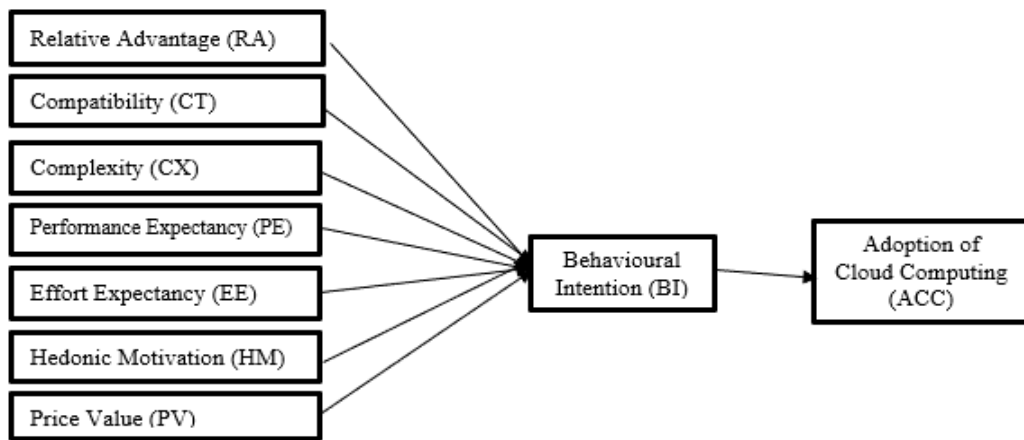 Relative Advantage (RA)
Compatibility (CT)
Complexity (CX)
Performance Expectancy (PE)
Effort Expectancy (EE)
Hedonic Motivation (HM)
Price Value (PV)
Behavioural
Intention (BI)
Adoption of
Cloud Computing
(ACC)